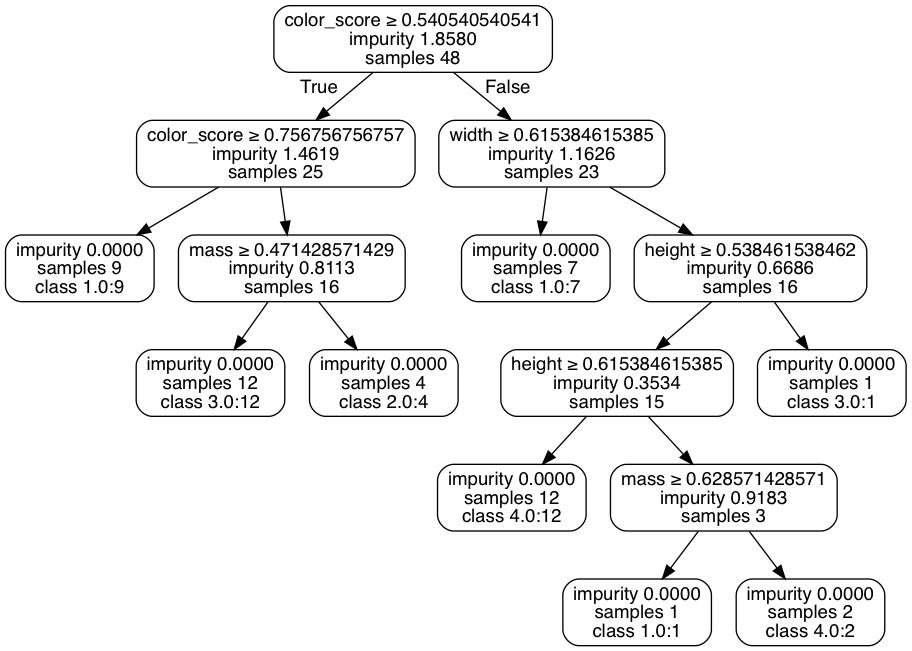 color_score ≥ 0.540540540541
impurity 1.8580
samples 48
True
False
color_score ≥ 0.756756756757
impurity 1.4619
samples 25
width ≥ 0.615384615385
impurity 1.1626
samples 23
impurity 0.0000
samples 9
class 1.0:9
mass ≥ 0.471428571429
impurity 0.8113
samples 16
impurity 0.0000
samples 7
class 1.0:7
height ≥ 0.538461538462
impurity 0.6686
samples 16
impurity 0.0000
samples 12
class 3.0:12
impurity 0.0000
samples 4
class 2.0:4
height ≥ 0.615384615385
impurity 0.3534
samples 15
impurity 0.0000
samples 1
class 3.0:1
impurity 0.0000
samples 12
class 4.0:12
mass ≥ 0.628571428571
impurity 0.9183
samples 3
impurity 0.0000
samples 1
class 1.0:1
impurity 0.0000
samples 2
class 4.0:2